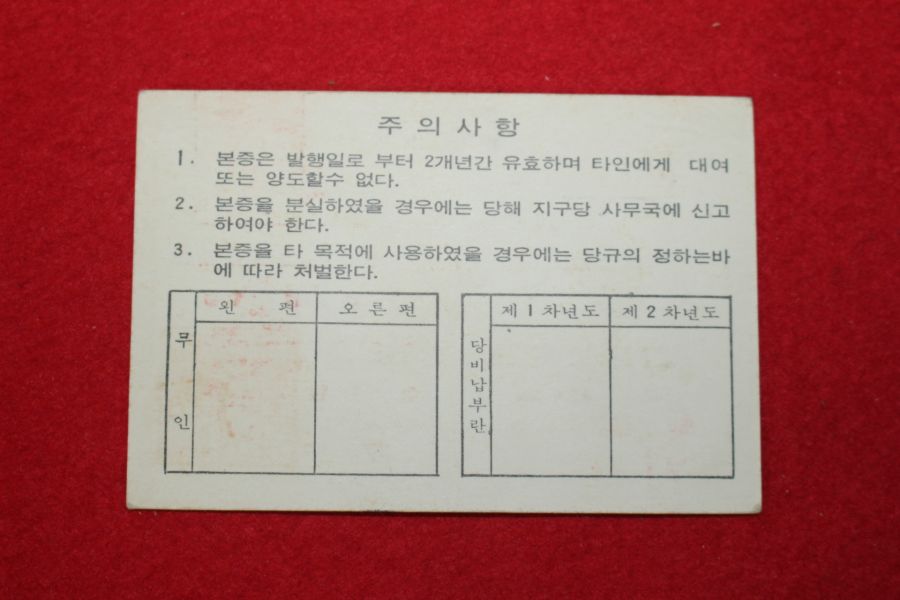 주 의 사 항
1. 본증은 발행일로 부터 2개년간 유효하며 타인에게 대여
또는 양도할수 없다.
2. 본증을 분실하였을 경우에는 당해 지구당 사무국에 신고
하여야 한다.
3. 본증을 타 목적에 사용하였을 경우에는 당규의 정하는바
에 따라 처벌한다.
무 인
왼 편
오 른 편
당비납부란
제 1 차년도
제 2 차년도